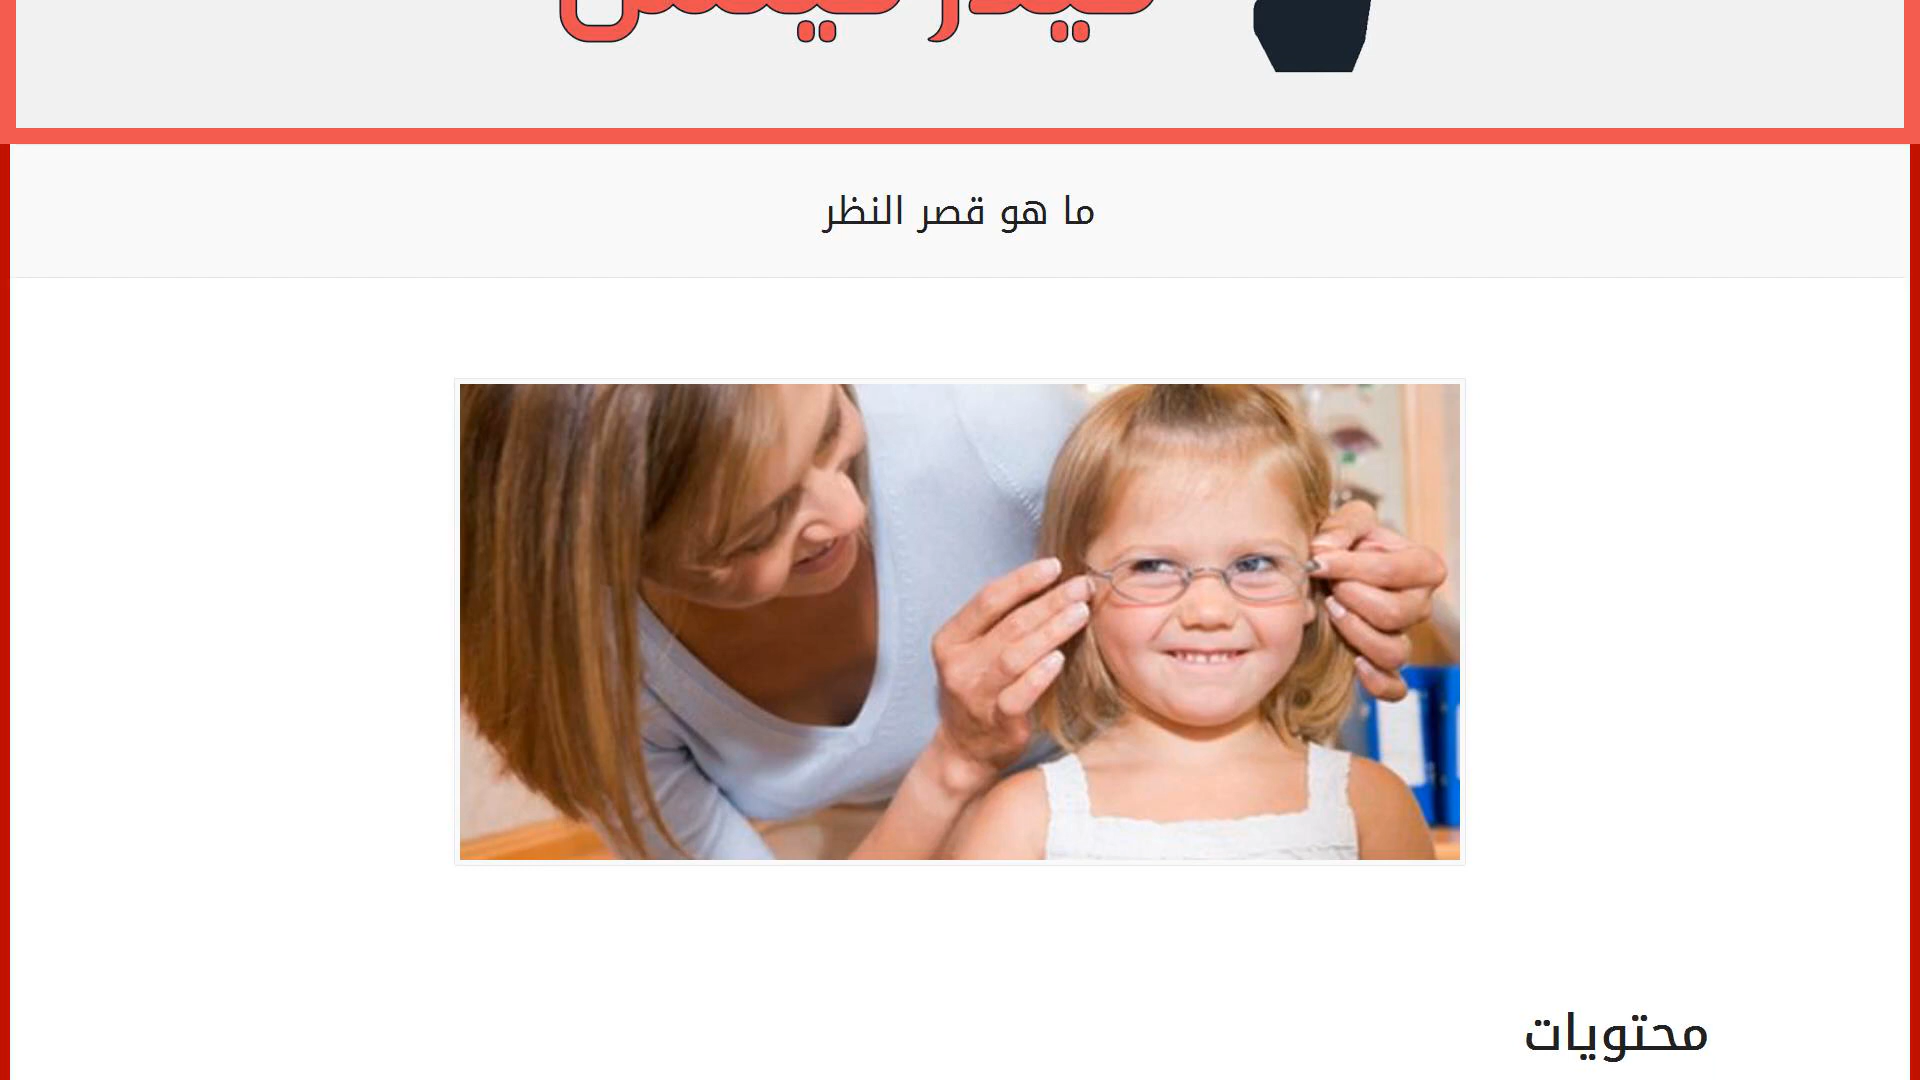 ما هو قصر النظر
محتويات